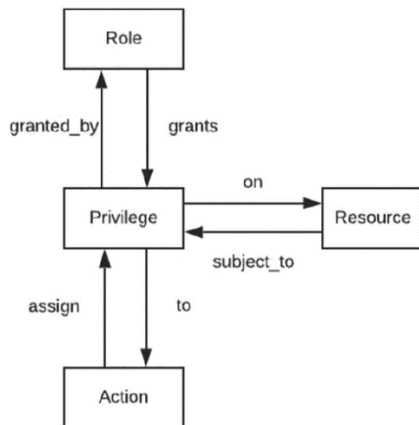 Role
granted_by grants
on
Privilege Resource
subject_to
assign to
Action